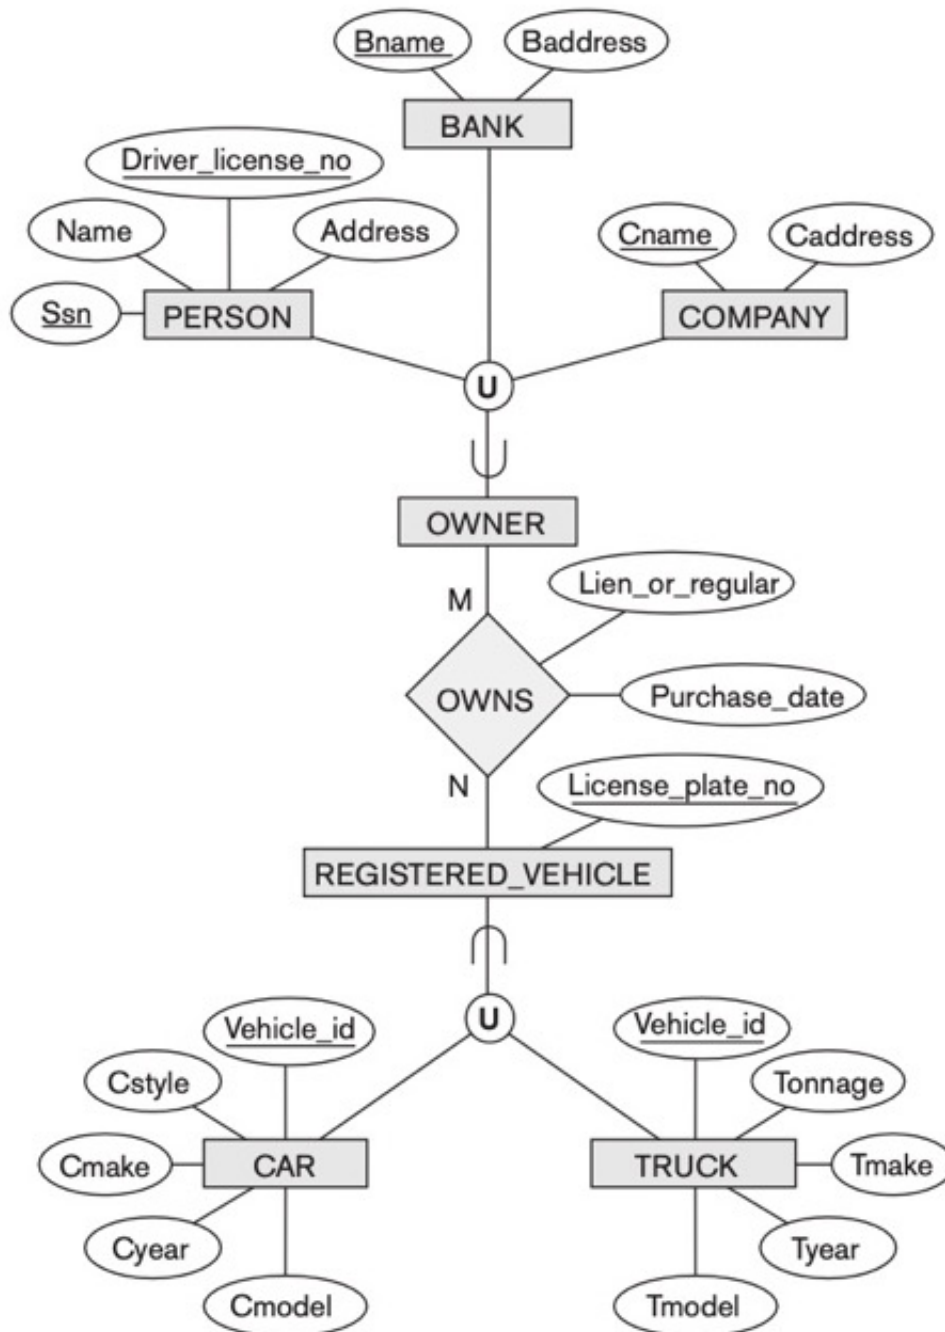 Bname
Baddress
BANK
Driver_license_no
Name
Address
Cname
Caddress
Ssn
PERSON
COMPANY
U
OWNER
M
Lien_or_regular
OWNS
Purchase_date
N
License_plate_no
REGISTERED_VEHICLE
U
Vehicle_id
Vehicle_id
Cstyle
Tonnage
Cmake
CAR
TRUCK
Tmake
Cyear
Tyear
Cmodel
Tmodel